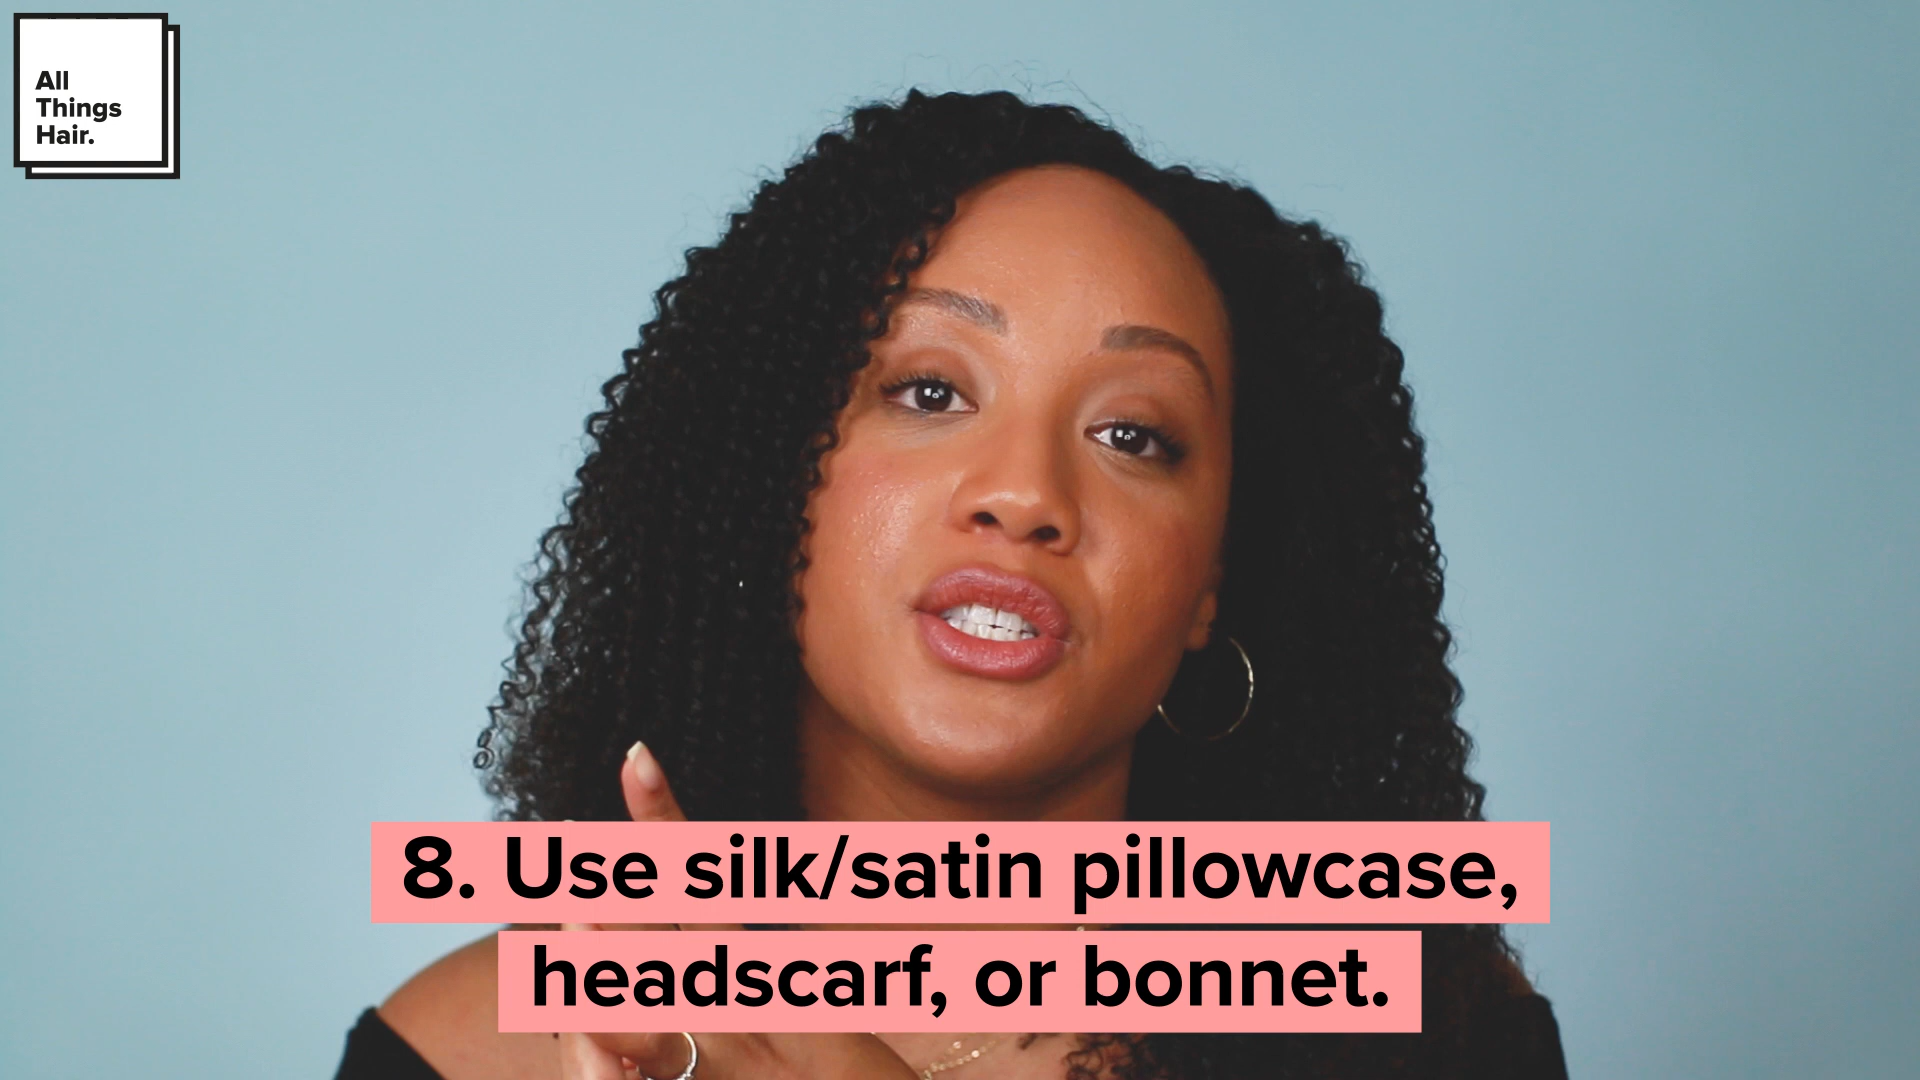 All
Things
Hair.
8. Use silk/satin pillowcase,
headscarf, or bonnet.